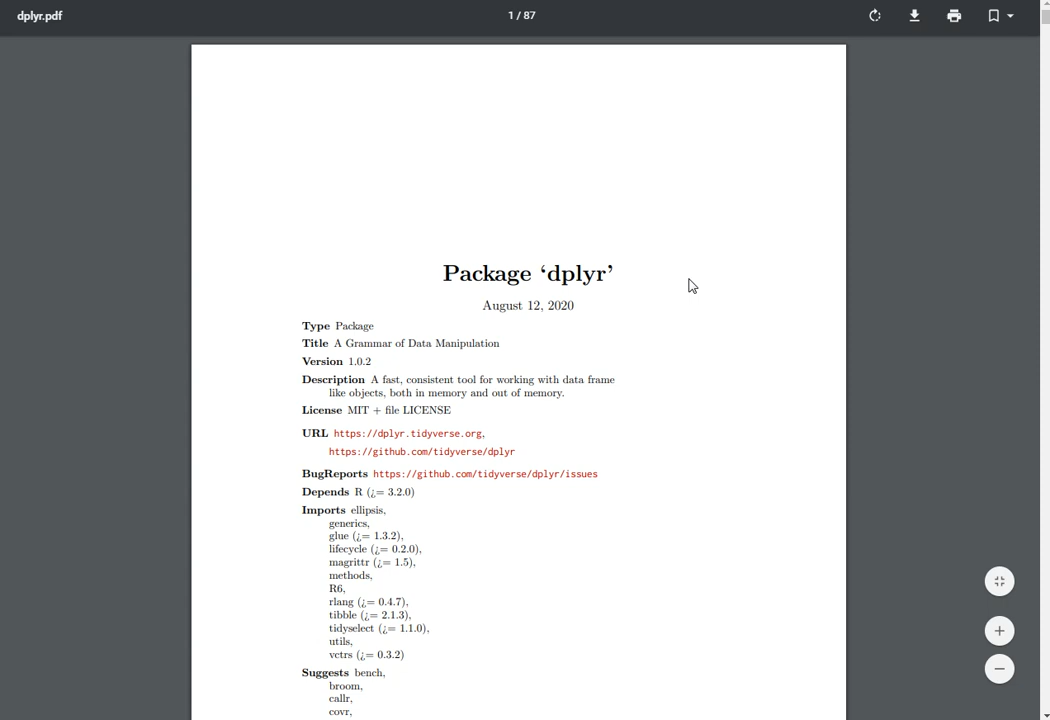 dplyr.pdf
1 / 87
Package ‘dplyr’
August 12, 2020
Type Package
Title A Grammar of Data Manipulation
Version 1.0.2
Description A fast, consistent tool for working with data frame
like objects, both in memory and out of memory.
License MIT + file LICENSE
URL https://dplyr.tidyverse.org,
https://github.com/tidyverse/dplyr
BugReports https://github.com/tidyverse/dplyr/issues
Depends R (¿= 3.2.0)
Imports ellipsis,
generics,
glue (¿= 1.3.2),
lifecycle (¿= 0.2.0),
magrittr (¿= 1.5),
methods,
R6,
rlang (¿= 0.4.7),
tibble (¿= 2.1.3),
tidyselect (¿= 1.1.0),
utils,
vctrs (¿= 0.3.2)
Suggests bench,
broom,
callr,
covr,